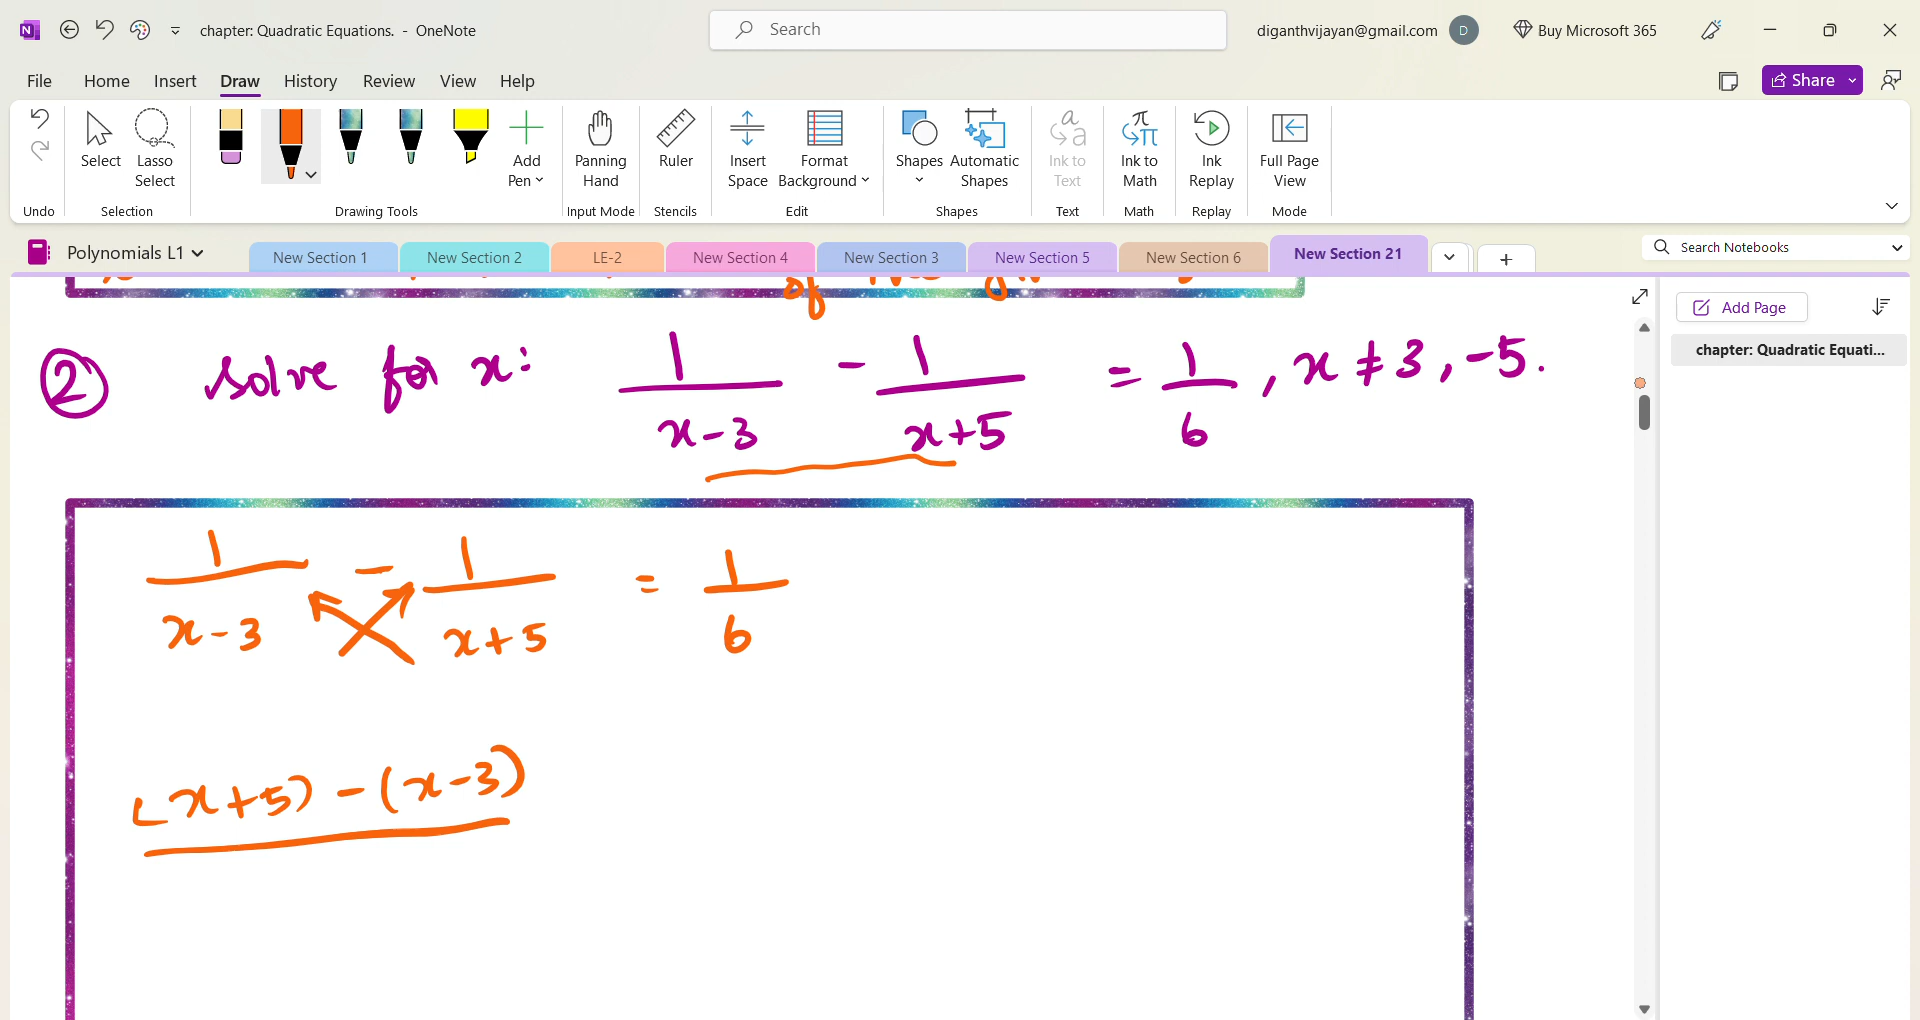 chapter: Quadratic Equations. - OneNote
Search
diganthvijayan@gmail.com
D
Buy Microsoft 365
File Home Insert Draw History Review View Help
Share
Select
Lasso Select
Add Pen
Panning Hand
Ruler
Insert Space
Format Background
Shapes
Automatic Shapes
Ink to Text
Ink to Math
Ink Replay
Full Page View
Undo Selection Drawing Tools Input Mode Stencils Edit Shapes Text Math Replay Mode
Polynomials L1
New Section 1 New Section 2 LE-2 New Section 4 New Section 3 New Section 5 New Section 6 New Section 21
Search Notebooks
Add Page
chapter: Quadratic Equati...
of
② solve for x: 1/(x-3) - 1/(x+5) = 1/6, x ≠ 3, -5.
1/(x-3) - 1/(x+5) = 1/6
(x+5) - (x-3)